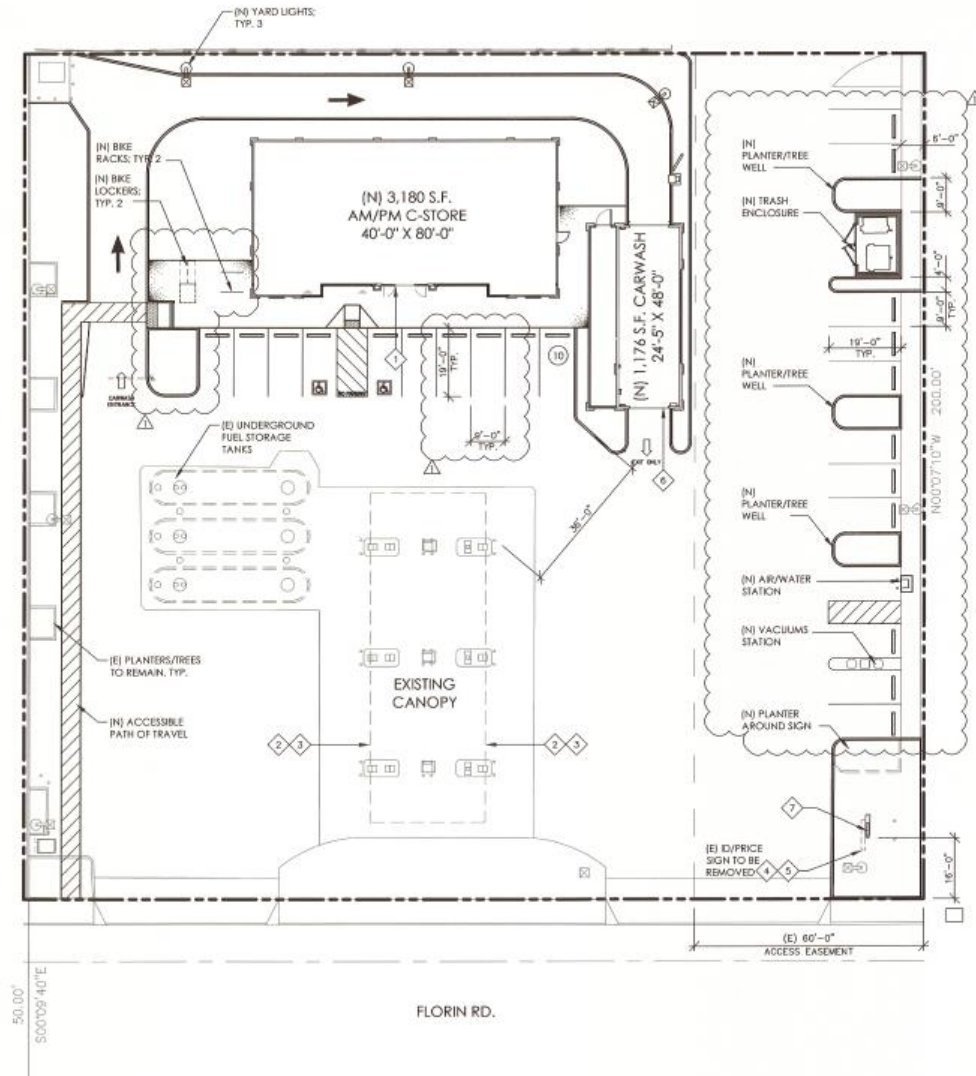 (N) YARD LIGHTS;
TYP. 3
(N) BIKE
RACKS; TYP. 2
(N) BIKE
LOCKERS;
TYP. 2
(N) 3,180 S.F.
AM/PM C-STORE
40'-0" X 80'-0"
(N) 1,176 S.F. CARWASH
24'-5" X 48'-0"
(N)
PLANTER/TREE
WELL
(N) TRASH
ENCLOSURE
6'-0"
9'-0"
4'-0"
9'-0"
TYP.
19'-0"
TYP.
1
1
19'-0"
TYP.
10
NO PARKING
CARWASH
ENTRANCE
1
9'-0"
TYP.
1
EXIT ONLY
6
36'-0"
(E) UNDERGROUND
FUEL STORAGE
TANKS
(N)
PLANTER/TREE
WELL
N00°07'10"W 200.00'
(N)
PLANTER/TREE
WELL
(N) AIR/WATER
STATION
(N) VACUUMS
STATION
(E) PLANTERS/TREES
TO REMAIN. TYP.
EXISTING
CANOPY
(N) ACCESSIBLE
PATH OF TRAVEL
2 3
2 3
(N) PLANTER
AROUND SIGN
7
(E) ID/PRICE
SIGN TO BE
REMOVED 4 5
16'-0"
(E) 60'-0"
ACCESS EASEMENT
50.00'
S00°09'40"E
FLORIN RD.